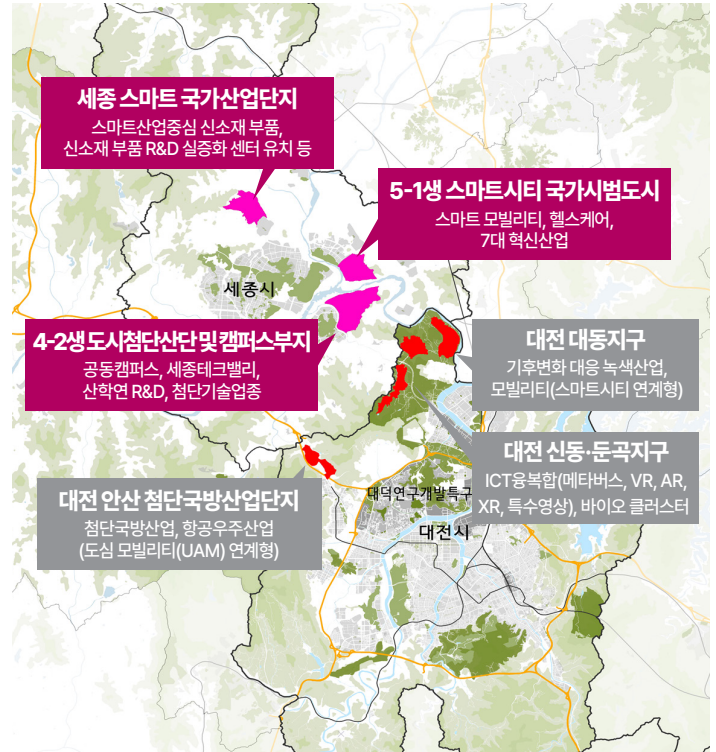 세종 스마트 국가산업단지
스마트산업중심 신소재 부품,
신소재 부품 R&D 실증화 센터 유치 등
5-1생 스마트시티 국가시범도시
스마트 모빌리티, 헬스케어,
7대 혁신산업
세종시
4-2생 도시첨단산단 및 캠퍼스부지
공동캠퍼스, 세종테크밸리,
산학연 R&D, 첨단기술업종
대전 대동지구
기후변화 대응 녹색산업,
모빌리티(스마트시티 연계형)
대전 신동·둔곡지구
ICT융복합(메타버스, VR, AR,
XR, 특수영상), 바이오 클러스터
대전 안산 첨단국방산업단지
첨단국방산업, 항공우주산업
(도심 모빌리티(UAM) 연계형)
대덕연구개발특구
대전시